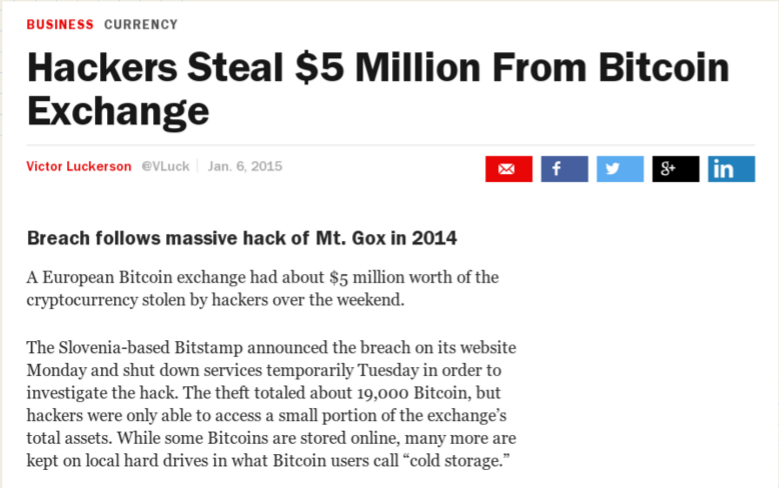 BUSINESS CURRENCY
Hackers Steal $5 Million From Bitcoin
Exchange
Victor Luckerson @VLuck Jan. 6, 2015
f g+ in
Breach follows massive hack of Mt. Gox in 2014
A European Bitcoin exchange had about $5 million worth of the
cryptocurrency stolen by hackers over the weekend.
The Slovenia-based Bitstamp announced the breach on its website
Monday and shut down services temporarily Tuesday in order to
investigate the hack. The theft totaled about 19,000 Bitcoin, but
hackers were only able to access a small portion of the exchange’s
total assets. While some Bitcoins are stored online, many more are
kept on local hard drives in what Bitcoin users call “cold storage.”